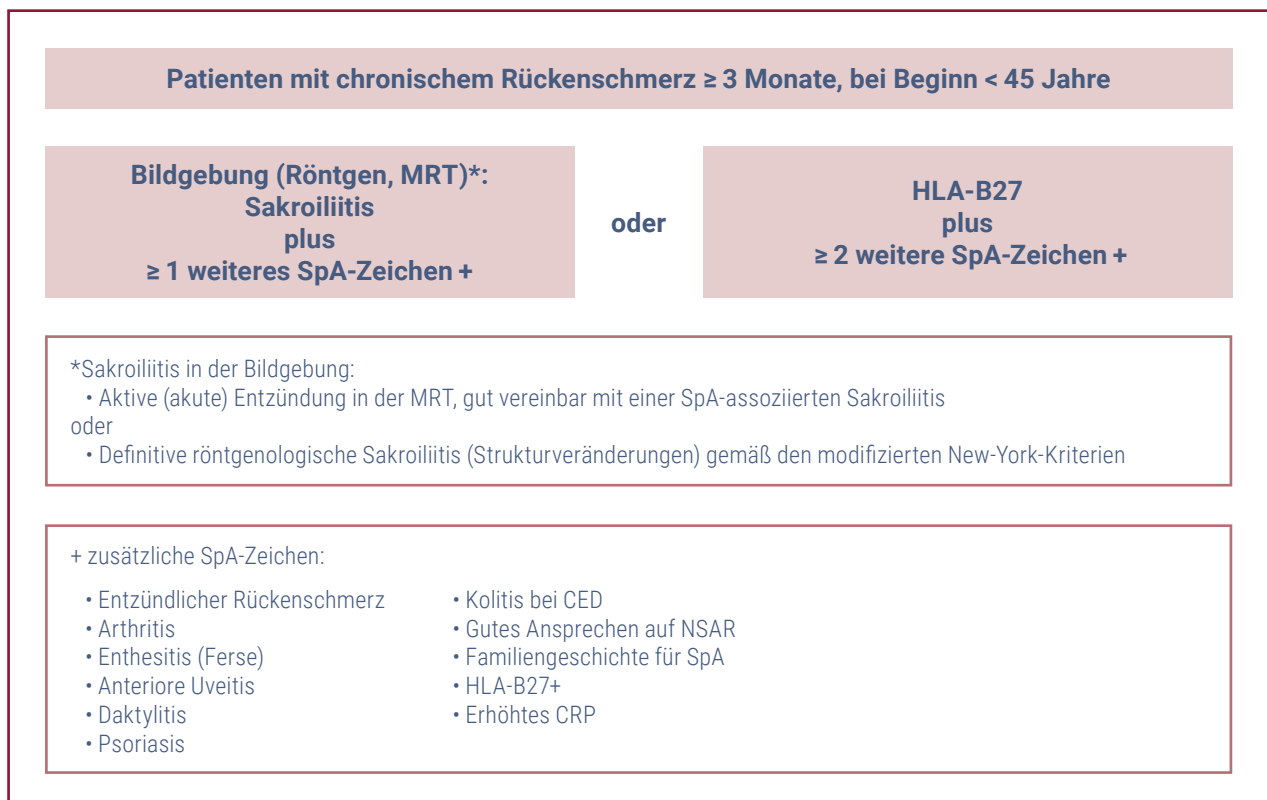 Patienten mit chronischem Rückenschmerz ≥ 3 Monate, bei Beginn < 45 Jahre
Bildgebung (Röntgen, MRT)*:
Sakroiliitis
plus
≥ 1 weiteres SpA-Zeichen +
oder
HLA-B27
plus
≥ 2 weitere SpA-Zeichen +
*Sakroiliitis in der Bildgebung:
• Aktive (akute) Entzündung in der MRT, gut vereinbar mit einer SpA-assoziierten Sakroiliitis
oder
• Definitive röntgenologische Sakroiliitis (Strukturveränderungen) gemäß den modifizierten New-York-Kriterien
+ zusätzliche SpA-Zeichen:
• Entzündlicher Rückenschmerz
• Arthritis
• Enthesitis (Ferse)
• Anteriore Uveitis
• Daktylitis
• Psoriasis
• Kolitis bei CED
• Gutes Ansprechen auf NSAR
• Familiengeschichte für SpA
• HLA-B27+
• Erhöhtes CRP